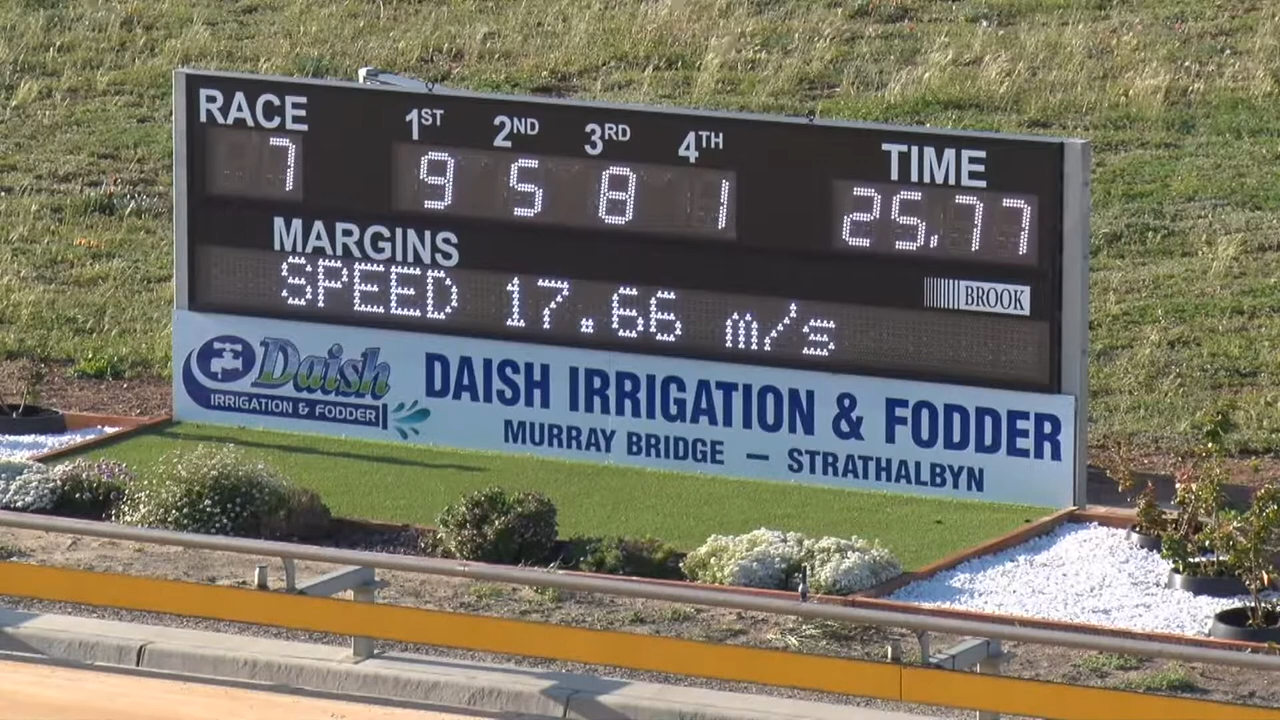 RACE 1ST 2ND 3RD 4TH TIME
7 9 5 8 1 25.77
MARGINS
SPEED 17.66 m/s
BROOK
Daish
IRRIGATION & FODDER
DAISH IRRIGATION & FODDER
MURRAY BRIDGE – STRATHALBYN